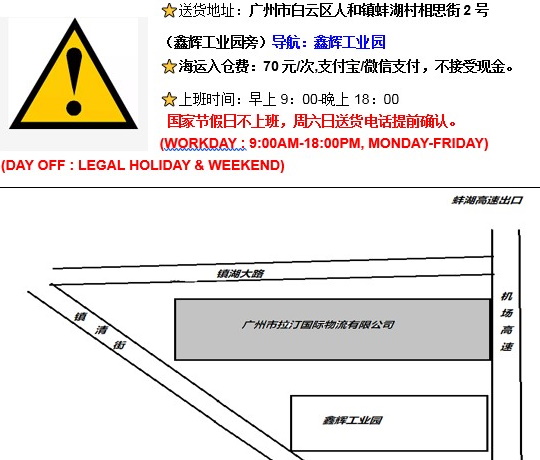 送货地址：广州市白云区人和镇蚌湖村相思街2号
（鑫辉工业园旁）导航：鑫辉工业园
海运入仓费：70元/次,支付宝/微信支付，不接受现金。
上班时间：早上9：00-晚上18：00
国家节假日不上班，周六日送货电话提前确认。
(WORKDAY : 9:00AM-18:00PM, MONDAY-FRIDAY)
(DAY OFF : LEGAL HOLIDAY & WEEKEND)
蚌湖高速出口
镇湖大路
机场高速
镇清街
广州市拉汀国际物流有限公司
鑫辉工业园